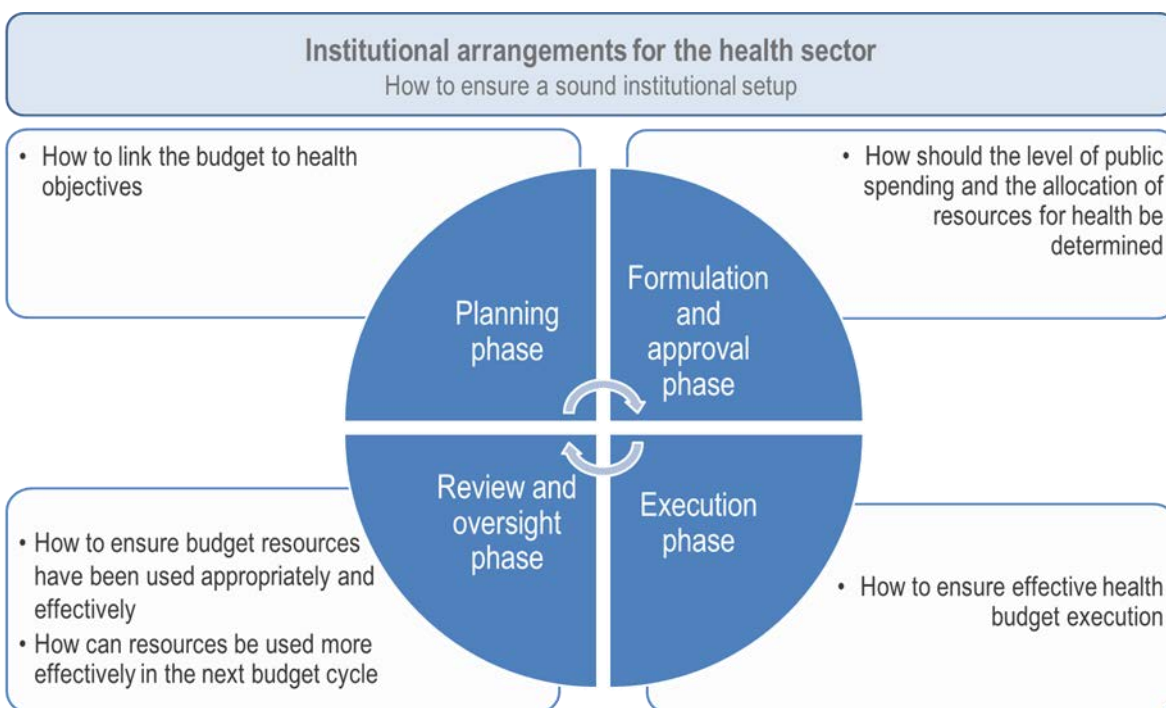 Institutional arrangements for the health sector
How to ensure a sound institutional setup
• How to link the budget to health
objectives
• How should the level of public
spending and the allocation of
resources for health be
determined
Planning
phase
Formulation
and
approval
phase
Review and
oversight
phase
Execution
phase
• How to ensure budget resources
have been used appropriately and
effectively
• How can resources be used more
effectively in the next budget cycle
• How to ensure effective health
budget execution